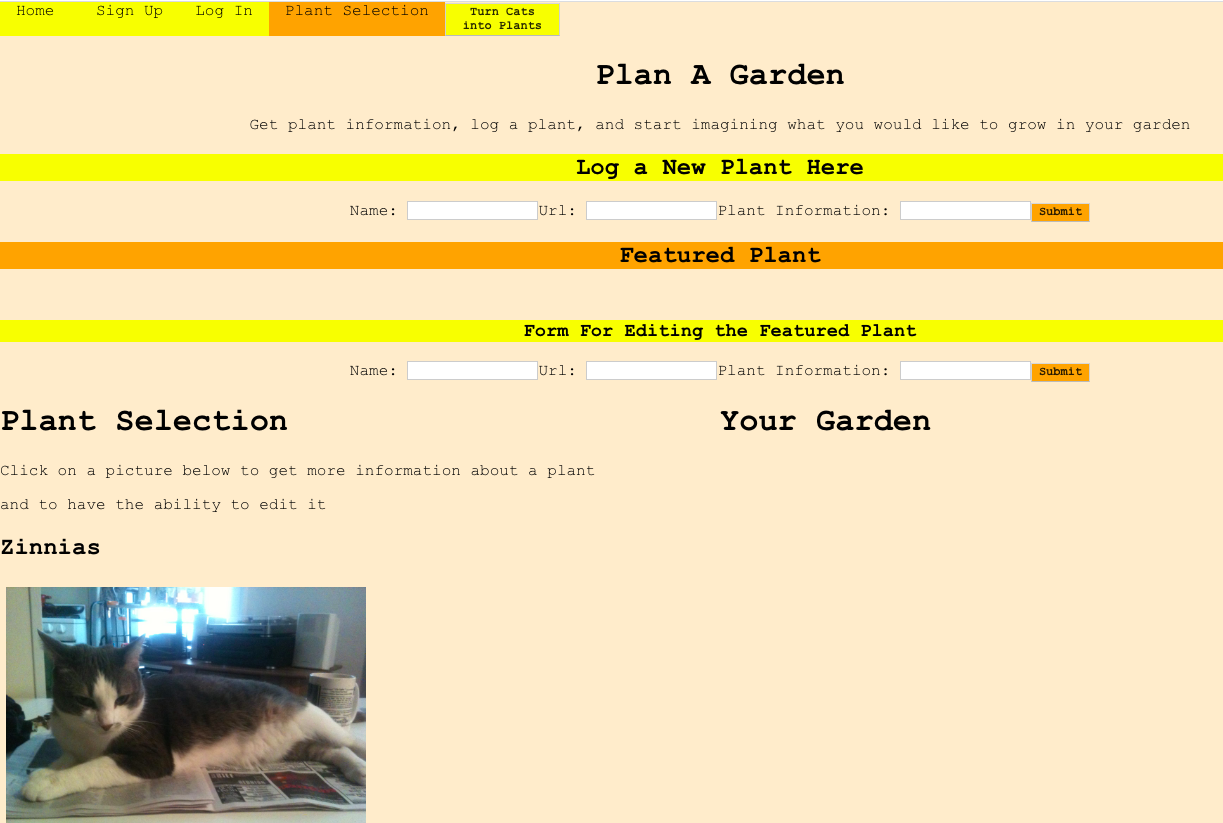 Home Sign Up Log In Plant Selection Turn Cats
into Plants
Plan A Garden
Get plant information, log a plant, and start imagining what you would like to grow in your garden
Log a New Plant Here
Name: Url: Plant Information: Submit
Featured Plant
Form For Editing the Featured Plant
Name: Url: Plant Information: Submit
Plant Selection
Your Garden
Click on a picture below to get more information about a plant
and to have the ability to edit it
Zinnias